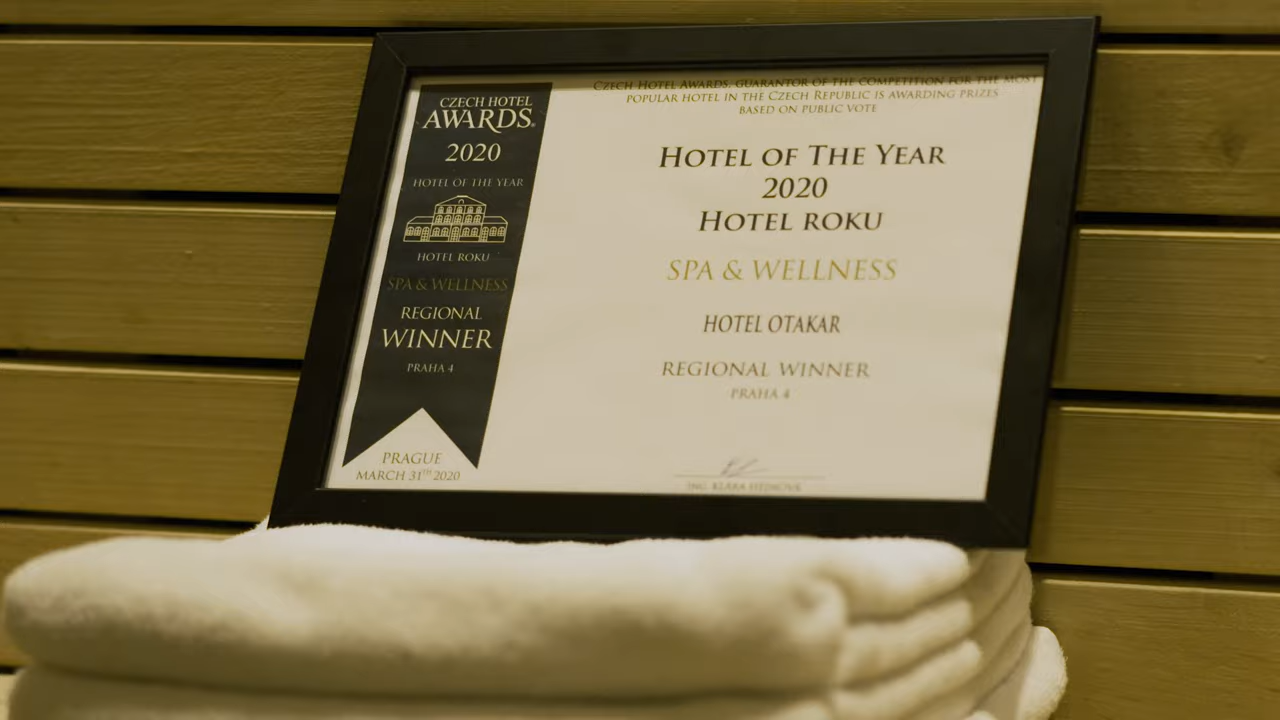 CZECH HOTEL
AWARDS
2020
HOTEL OF THE YEAR
HOTEL ROKU
SPA & WELLNESS
REGIONAL
WINNER
PRAHA 4
PRAGUE
MARCH 31TH 2020
CZECH HOTEL AWARDS, GUARANTOR OF THE COMPETITION FOR THE MOST
POPULAR HOTEL IN THE CZECH REPUBLIC IS AWARDING PRIZES
BASED ON PUBLIC VOTE
HOTEL OF THE YEAR
2020
HOTEL ROKU
SPA & WELLNESS
HOTEL OTAKAR
REGIONAL WINNER
PRAHA 4
ING. KLÁRA